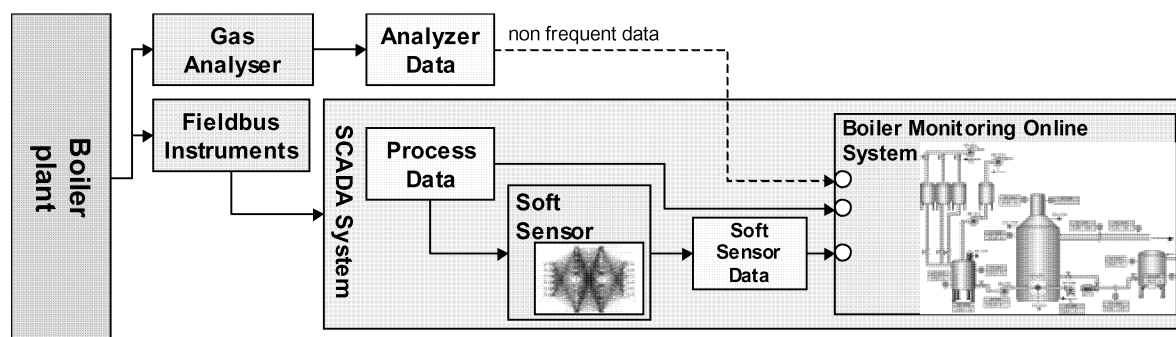 Boiler
plant
Gas
Analyser
Analyzer
Data
non frequent data
Fieldbus
Instruments
SCADA System
Process
Data
Soft
Sensor
Soft
Sensor
Data
Boiler Monitoring Online
System